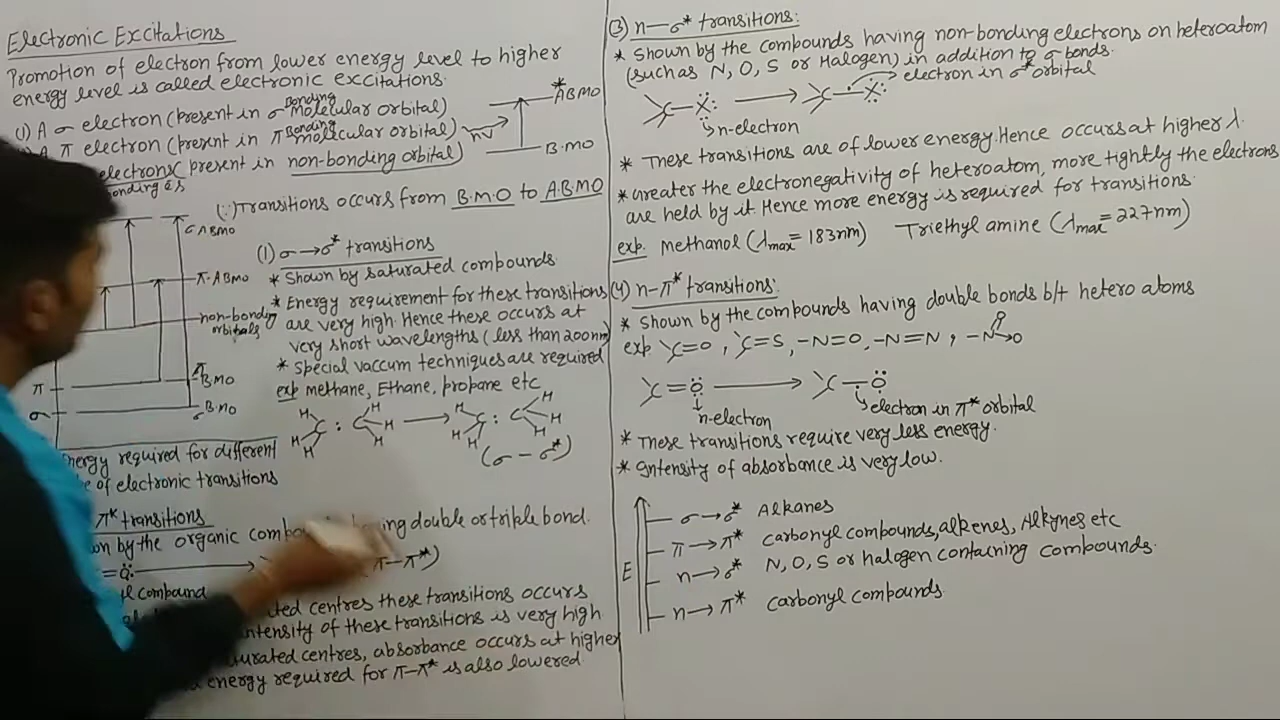 Electronic Excitations
Promotion of electron from lower energy level to higher
energy level is called electronic exccitations.
(1) A σ electron (present in σ Bonding molecular orbital)
A π electron (present in π Bonding molecular orbital)
electrons (present in non-bonding orbital)
bonding es
hν
*ABMO
B.MO
(∵) Transitions occurs from B.M.O to A.B.M.O
σ ABMO
π-ABMO
non-bonding
orbitals
π
π BMO
σ
σ BMO
Energy required for different
of electronic transitions
(1) σ→σ* transitions
* Shown by saturated compounds.
* Energy requirement for these transitions
are very high. Hence these occurs at
very short wavelengths (less than 200nm)
* Special vaccum techniques are required
exp methane, Ethane, propane etc
H H H C : C H H H → H H H C : C H H H
(σ-σ*)
π* transitions
by the organic having double or triple bond.
=Ö: → π-π*)
compound
centres these transitions occurs
intensity of these transitions is very high
centres, absorbance occurs at higher
energy required for π-π* is also lowered.
(3) n—σ* transitions:
* Shown by the compounds having non-bonding electrons on heteroatom
(such as N, O, S or Halogen) in addition to σ bonds.
electron in σ* orbital
C—X: → C—X:
n-electron
* These transitions are of lower energy. Hence occurs at higher λ.
* Greater the electronegativity of heteroatom, more tightly the electrons
are held by it. Hence more energy is required for transitions.
exp. methanol (λmax = 183nm) Triethyl amine (λmax = 227nm)
(4) n-π* transitions:
* Shown by the compounds having double bonds b/t hetero atoms
exp C=O, C=S, -N=O, -N=N, -N O O
C=Ö → C-Ö
n-electron
electron in π* orbital
* These transitions require very less energy.
* Intensity of absorbance is very low.
E
σ→σ* Alkanes
π→π* carbonyl compounds, alkenes, Alkynes etc
n→σ* N, O, S or halogen containing compounds.
n→π* carbonyl compounds.